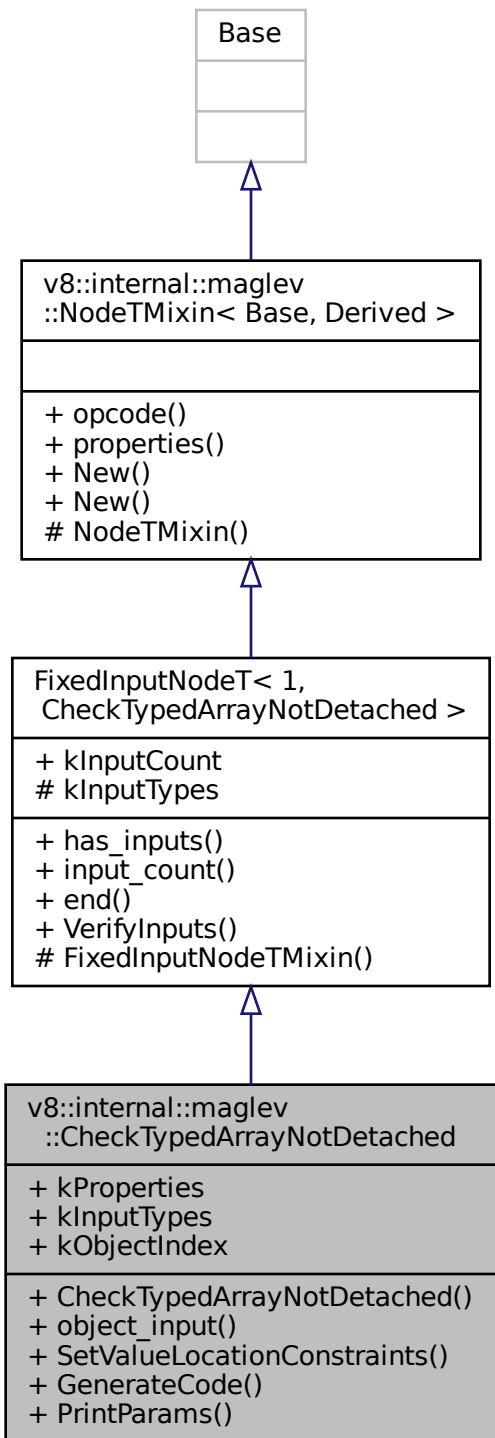 Base
v8::internal::maglev
::NodeTMixin< Base, Derived >
+ opcode()
+ properties()
+ New()
+ New()
# NodeTMixin()
FixedInputNodeT< 1,
 CheckTypedArrayNotDetached >
+ kInputCount
# kInputTypes
+ has_inputs()
+ input_count()
+ end()
+ VerifyInputs()
# FixedInputNodeTMixin()
v8::internal::maglev
::CheckTypedArrayNotDetached
+ kProperties
+ kInputTypes
+ kObjectIndex
+ CheckTypedArrayNotDetached()
+ object_input()
+ SetValueLocationConstraints()
+ GenerateCode()
+ PrintParams()